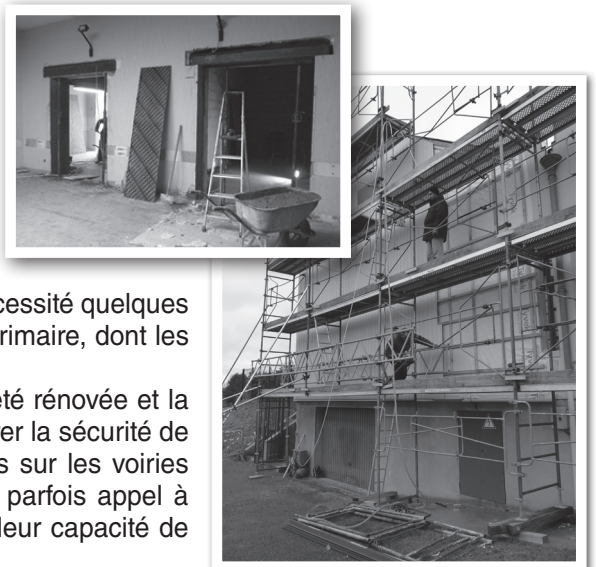 cessité quelques
rimaire, dont les
été rénovée et la
er la sécurité de
s sur les voiries
parfois appel à
leur capacité de